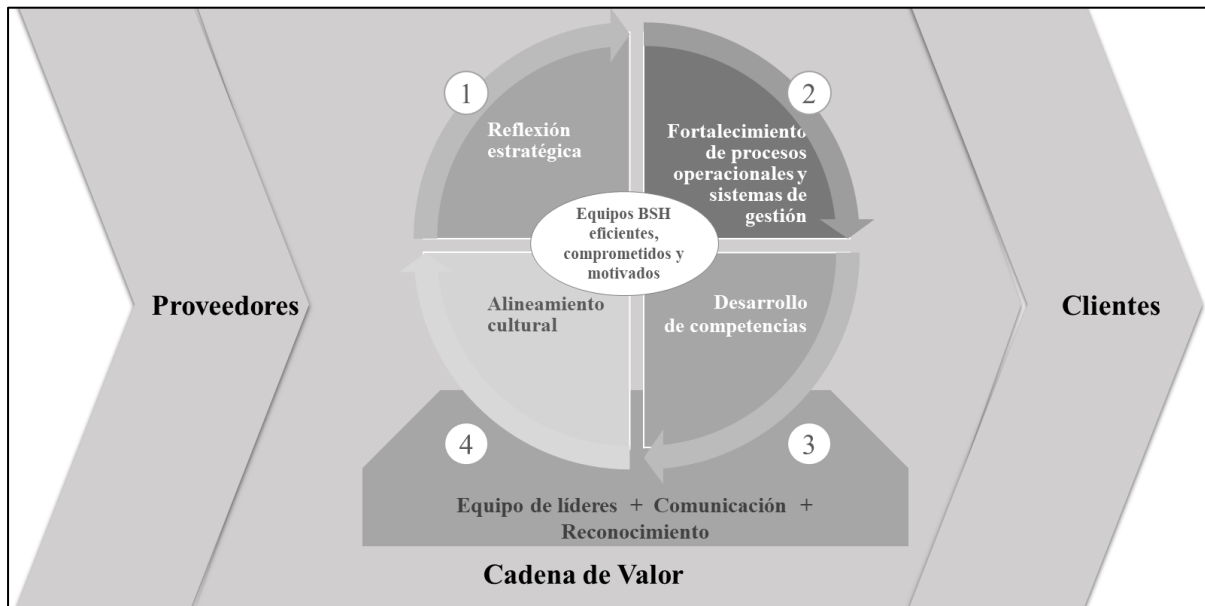 1
Reflexión
estratégica
2
Fortalecimiento
de procesos
operacionales y
sistemas de
gestión
Equipos BSH
eficientes,
comprometidos y
motivados
Proveedores
Alineamiento
cultural
Desarrollo
de competencias
Clientes
4
3
Equipo de líderes + Comunicación +
Reconocimiento
Cadena de Valor